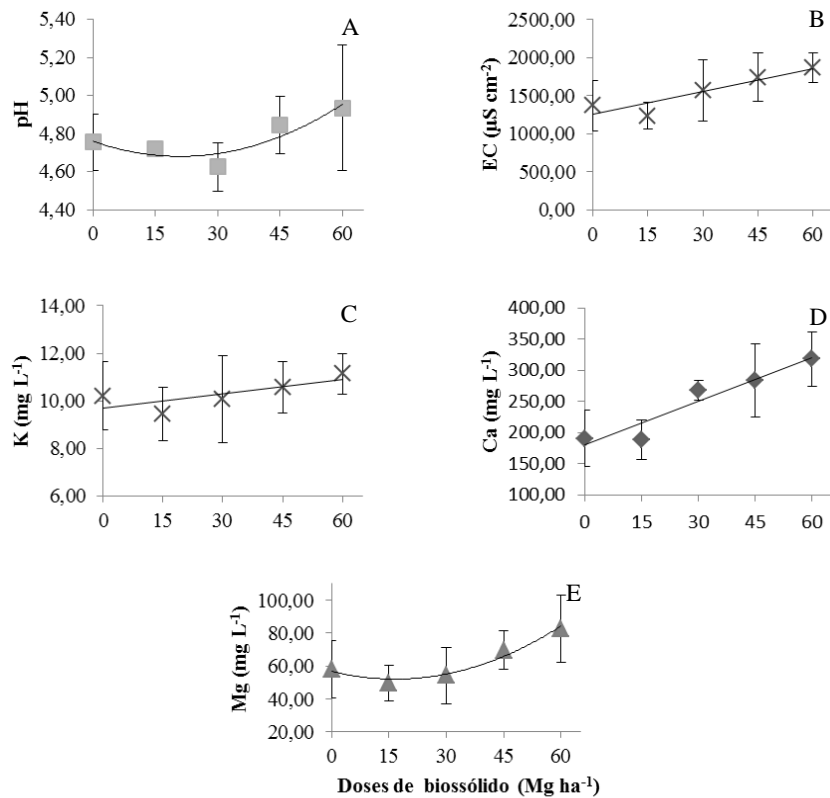 A
5,40
5,20
5,00
4,80
4,60
4,40
pH
0 15 30 45 60
B
2500,00
2000,00
1500,00
1000,00
500,00
0,00
EC (µS cm⁻²)
0 15 30 45 60
C
14,00
12,00
10,00
8,00
6,00
K (mg L⁻¹)
0 15 30 45 60
D
400,00
350,00
300,00
250,00
200,00
150,00
100,00
Ca (mg L⁻¹)
0 15 30 45 60
E
100,00
80,00
60,00
40,00
20,00
Mg (mg L⁻¹)
0 15 30 45 60
Doses de biossólido (Mg ha⁻¹)